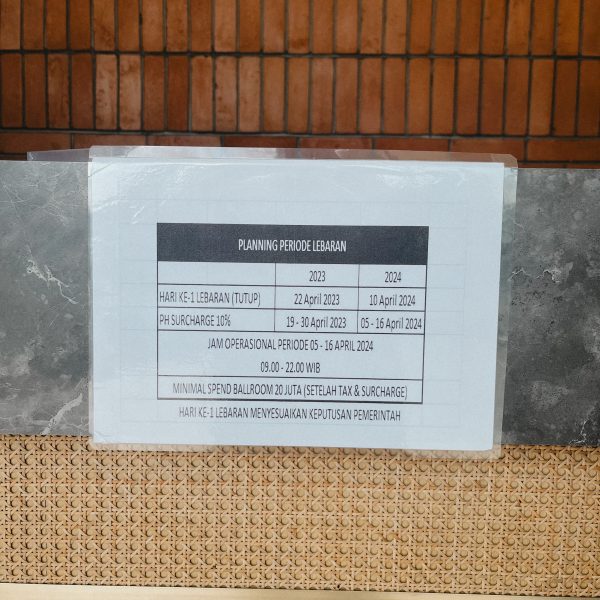 PLANNING PERIODE LEBARAN
2023 2024
HARI KE-1 LEBARAN (TUTUP) 22 April 2023 10 April 2024
PH SURCHARGE 10% 19 - 30 April 2023 05 - 16 April 2024
JAM OPERASIONAL PERIODE 05 - 16 APRIL 2024
09.00 - 22.00 WIB
MINIMAL SPEND BALLROOM 20 JUTA (SETELAH TAX & SURCHARGE)
HARI KE-1 LEBARAN MENYESUAIKAN KEPUTUSAN PEMERINTAH